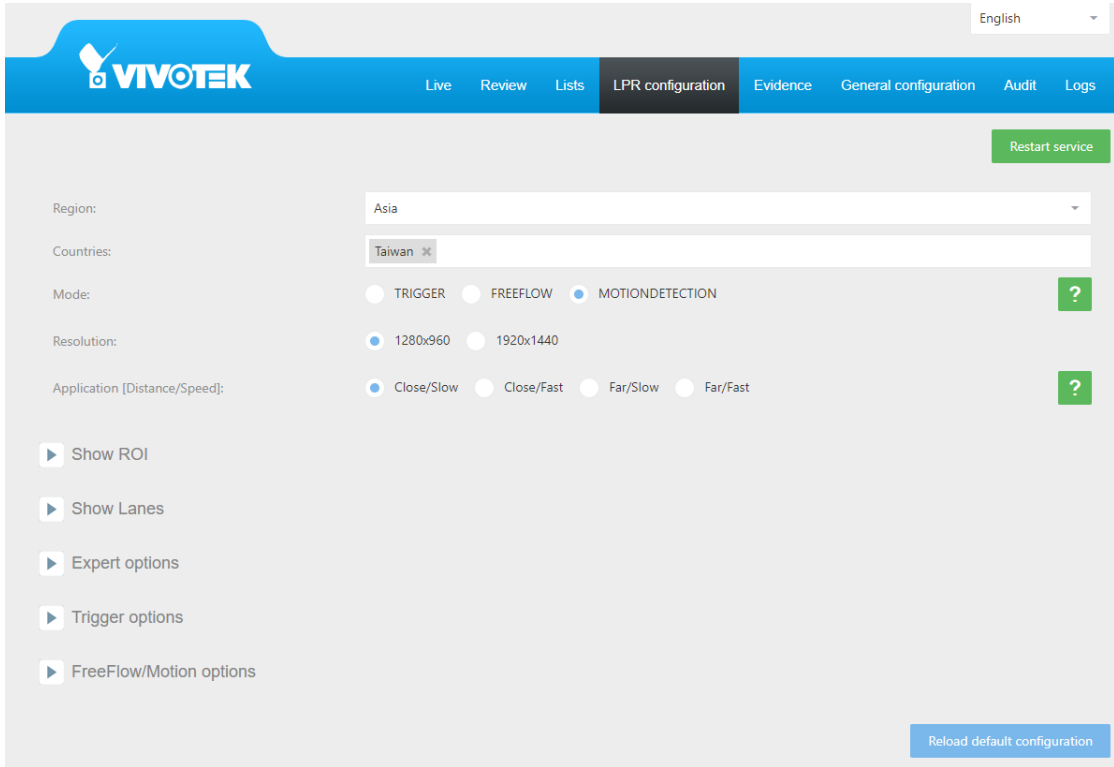 English
VIVOTEK
Live Review Lists LPR configuration Evidence General configuration Audit Logs
Restart service
Region: Asia
Countries: Taiwan
Mode: TRIGGER FREEFLOW MOTIONDETECTION ?
Resolution: 1280x960 1920x1440
Application [Distance/Speed]: Close/Slow Close/Fast Far/Slow Far/Fast ?
Show ROI
Show Lanes
Expert options
Trigger options
FreeFlow/Motion options
Reload default configuration